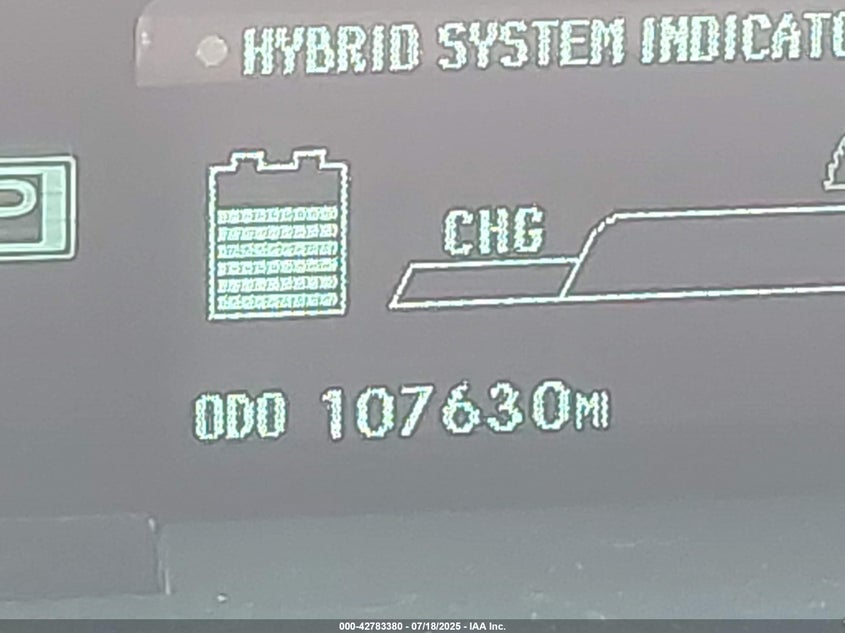 HYBRID SYSTEM INDICATO
P
CHG
ODO 107630MI
000-42783380 - 07/18/2025 - IAA Inc.